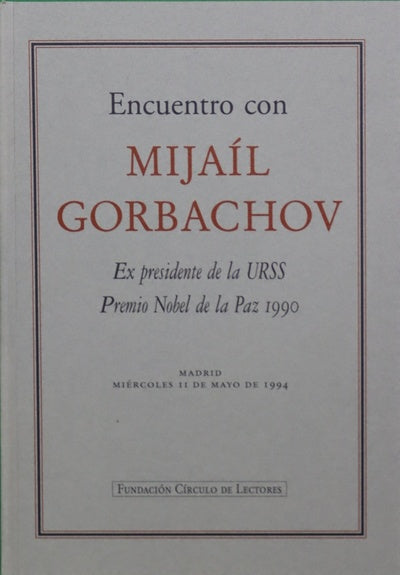 Encuentro con
MIJAÍL
GORBACHOV
Ex presidente de la URSS
Premio Nobel de la Paz 1990
MADRID
MIÉRCOLES 11 DE MAYO DE 1994
FUNDACIÓN CÍRCULO DE LECTORES